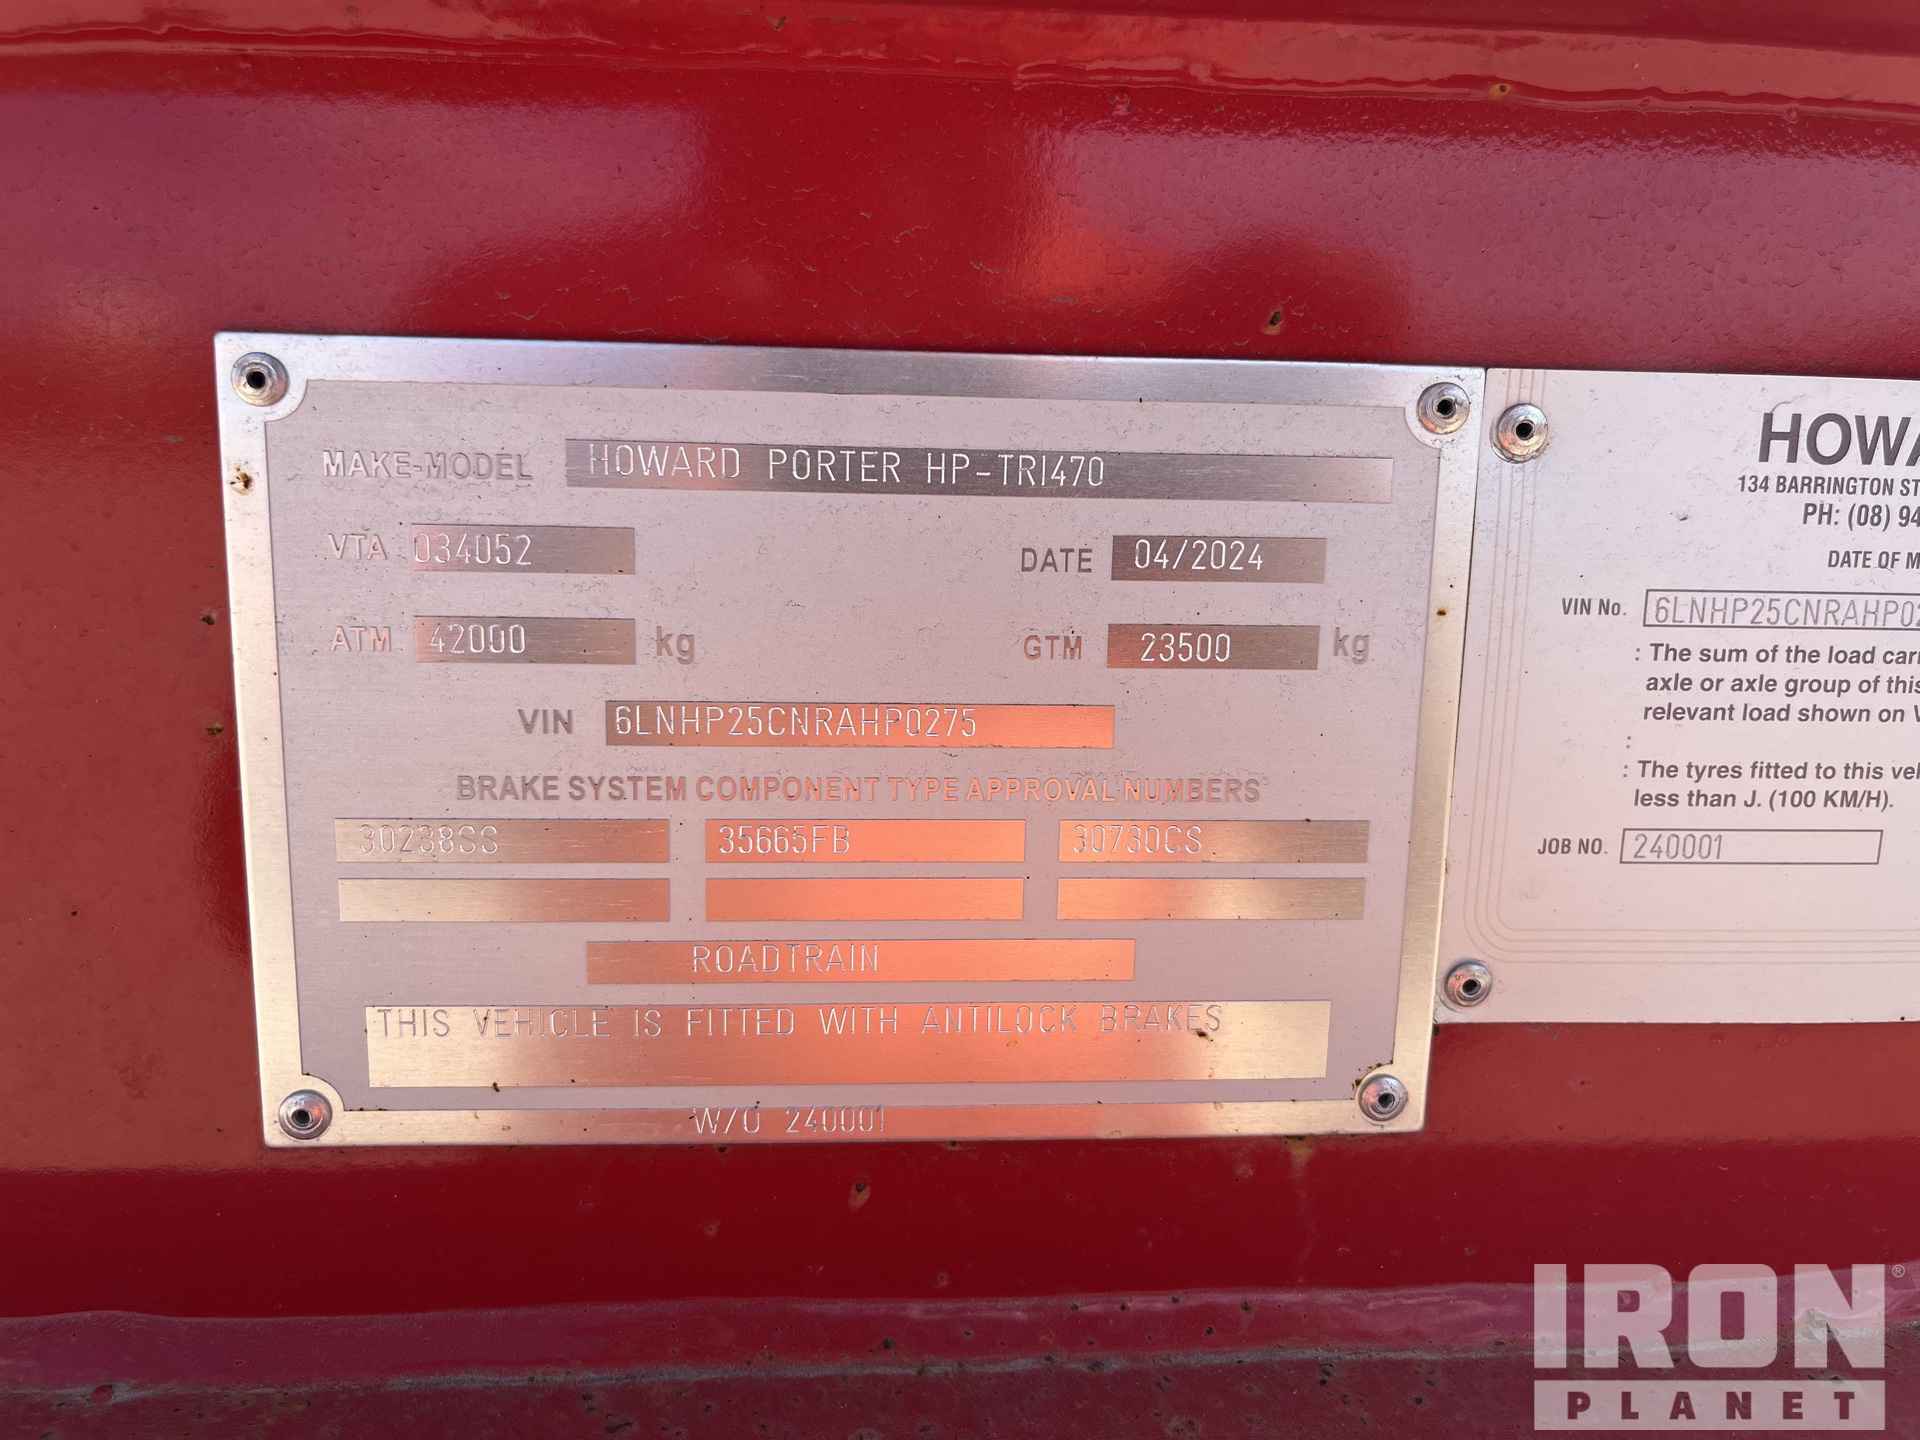 MAKE-MODEL HOWARD PORTER HP-TRI470
VTA 034052
DATE 04/2024
ATM 42000 kg
GTM 23500 kg
VIN 6LNHP25CNRAHP0275
BRAKE SYSTEM COMPONENT TYPE APPROVAL NUMBERS
30238SS 35665FB 30730CS
ROADTRAIN
THIS VEHICLE IS FITTED WITH ANTILOCK BRAKES
W/O 240001
HOWA
134 BARRINGTON ST
PH: (08) 94
DATE OF M
VIN No. 6LNHP25CNRAHP02
: The sum of the load carr
axle or axle group of this
relevant load shown on V
:
: The tyres fitted to this veh
less than J. (100 KM/H).
JOB NO. 240001
IRON®
PLANET